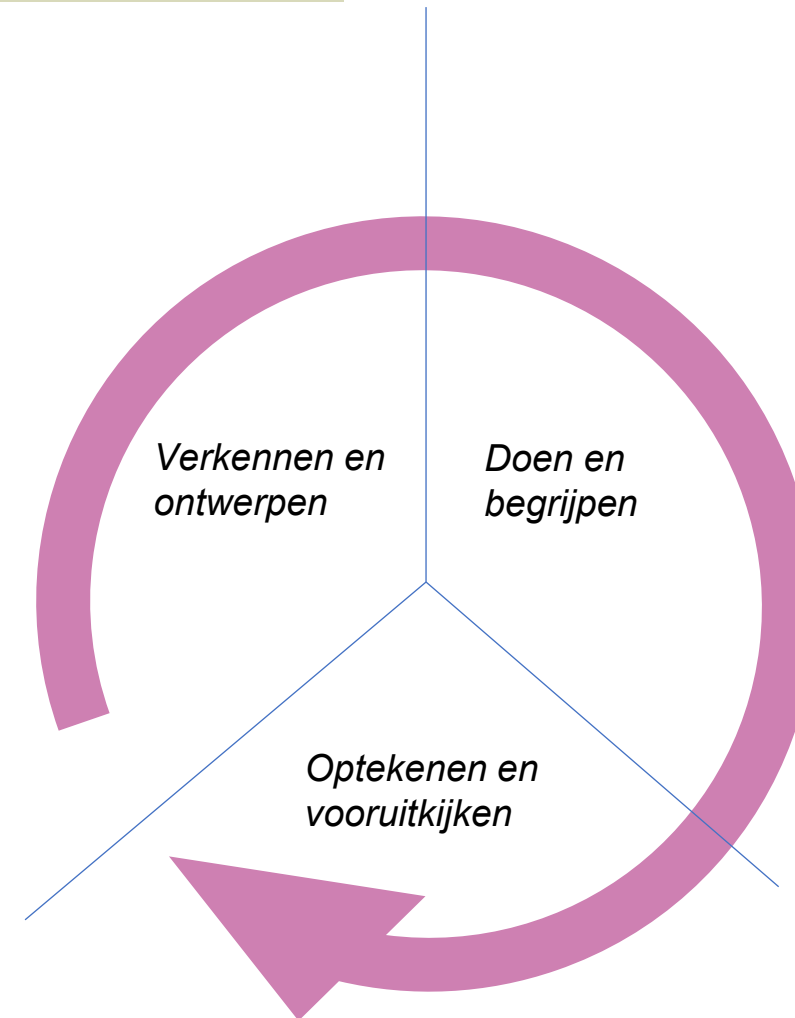 Verkennen en
ontwerpen
Doen en
begrijpen
Optekenen en
vooruitkijken